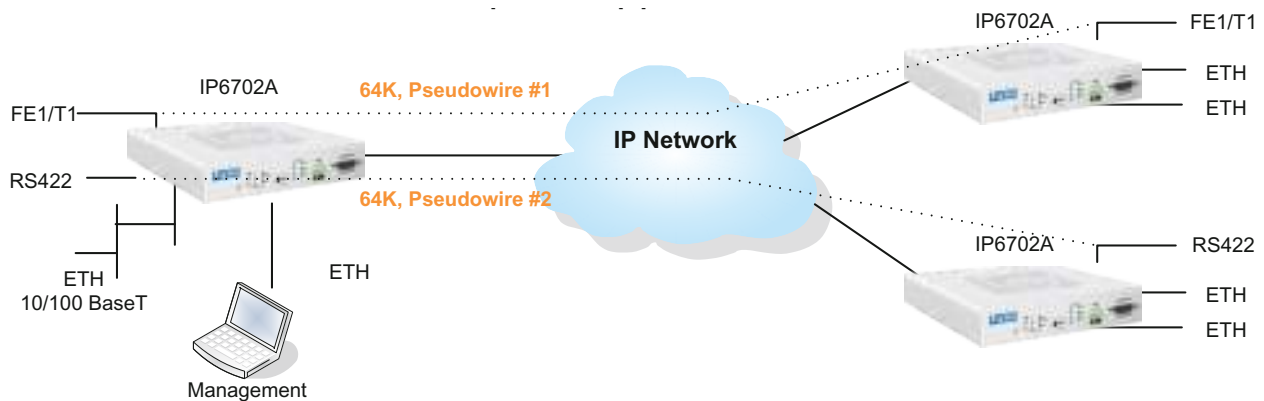 IP6702A
FE1/T1
IP6702A
64K, Pseudowire #1
ETH
FE1/T1
ETH
IP Network
RS422
64K, Pseudowire #2
IP6702A
RS422
ETH
ETH
10/100 BaseT
ETH
ETH
ETH
Management